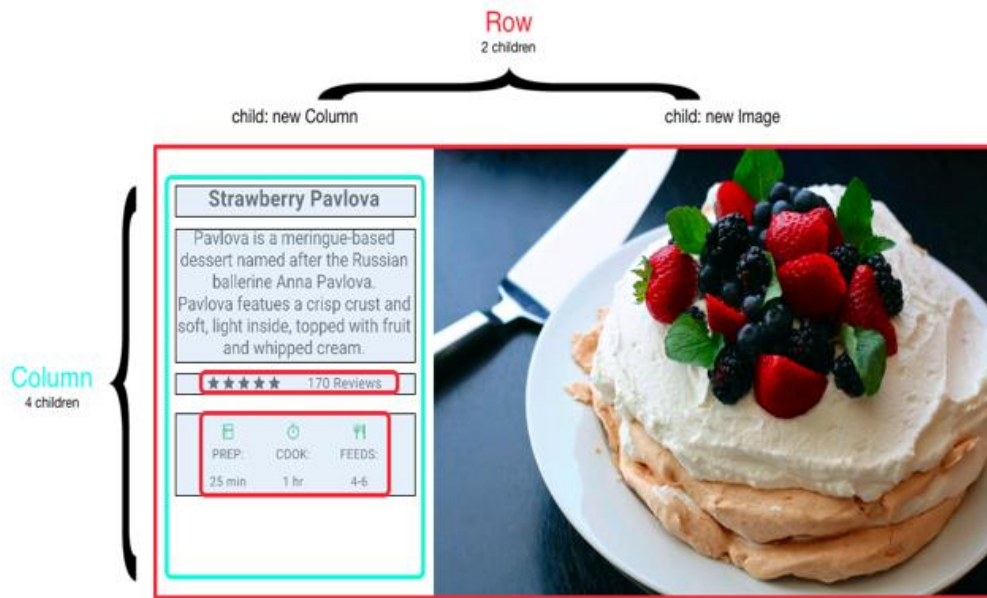 Row
2 children
child: new Column
child: new Image
Column
4 children
Strawberry Pavlova
Pavlova is a meringue-based
dessert named after the Russian
ballerine Anna Pavlova.
Pavlova featues a crisp crust and
soft, light inside, topped with fruit
and whipped cream.
★★★★★ 170 Reviews
PREP: COOK: FEEDS:
25 min 1 hr 4-6